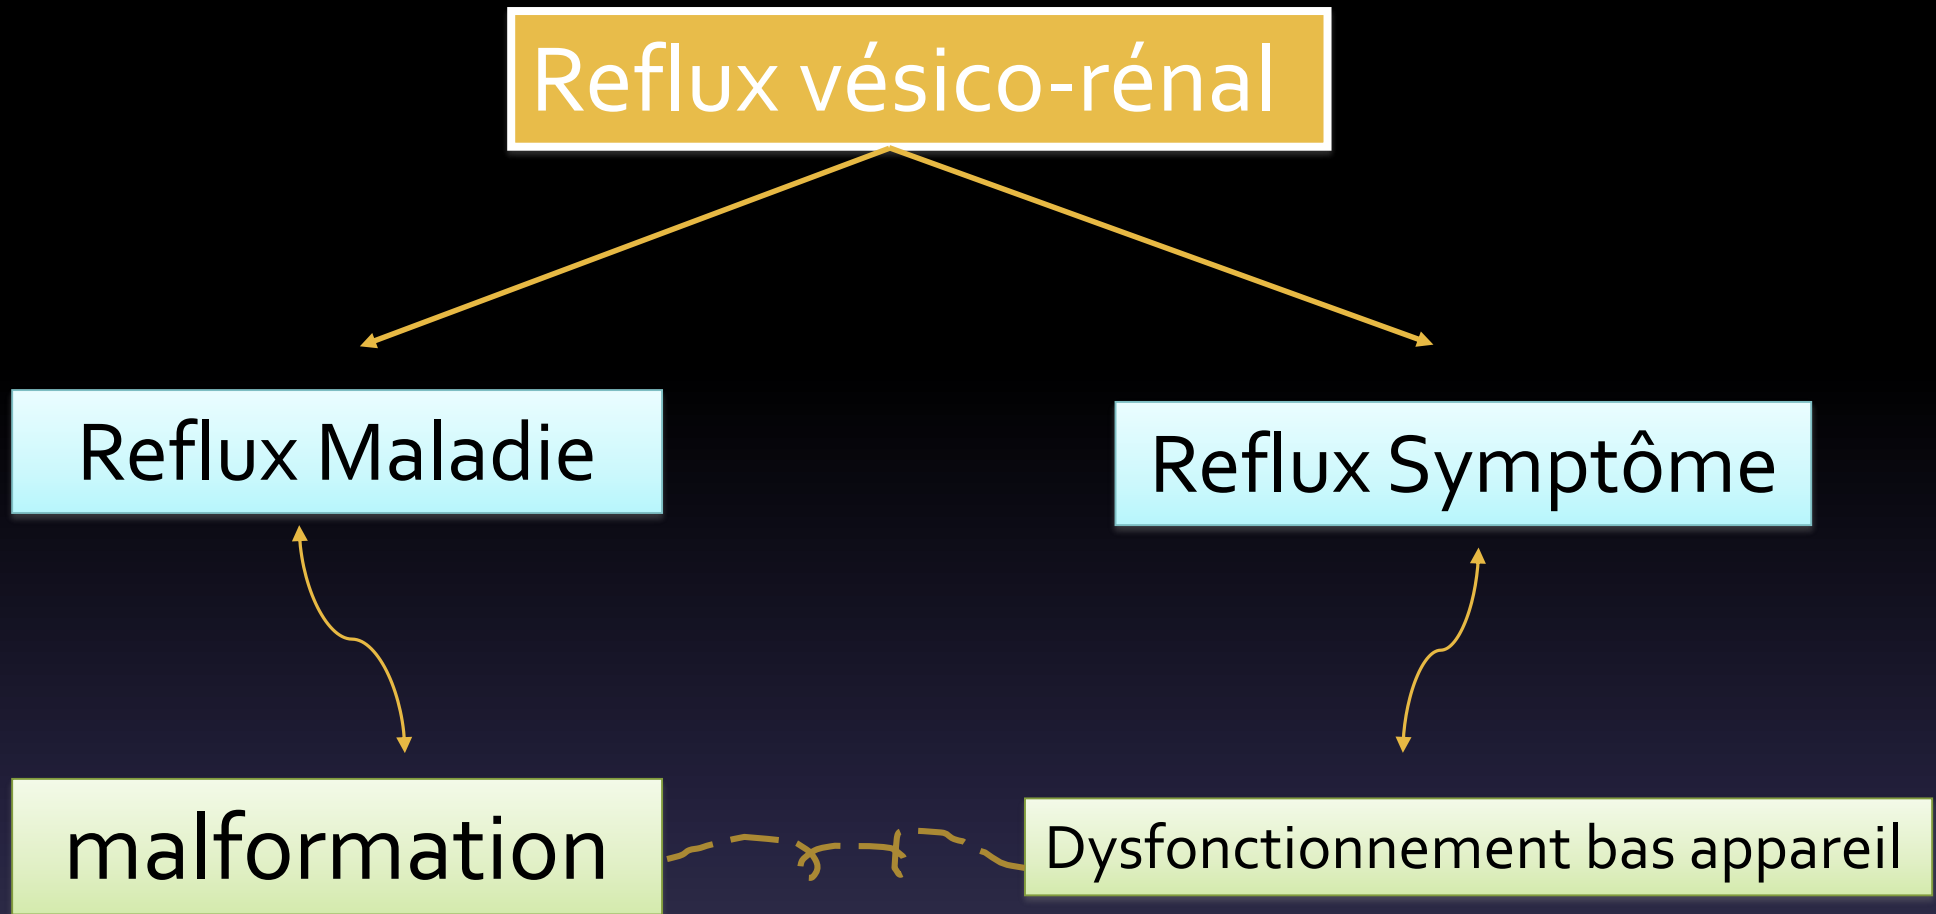 Reflux vésico-rénal
Reflux Maladie
Reflux Symptôme
malformation
Dysfonctionnement bas appareil